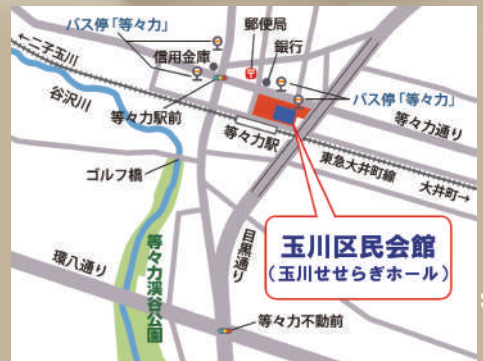 バス停「等々力」
郵便局
←二子玉川
信用金庫
銀行
谷沢川
等々力駅前
バス停「等々力」
等々力駅
等々力通り
ゴルフ橋
東急大井町線
大井町→
玉川区民会館
（玉川せせらぎホール）
環八通り
等々力渓谷公園
目黒通り
等々力不動前